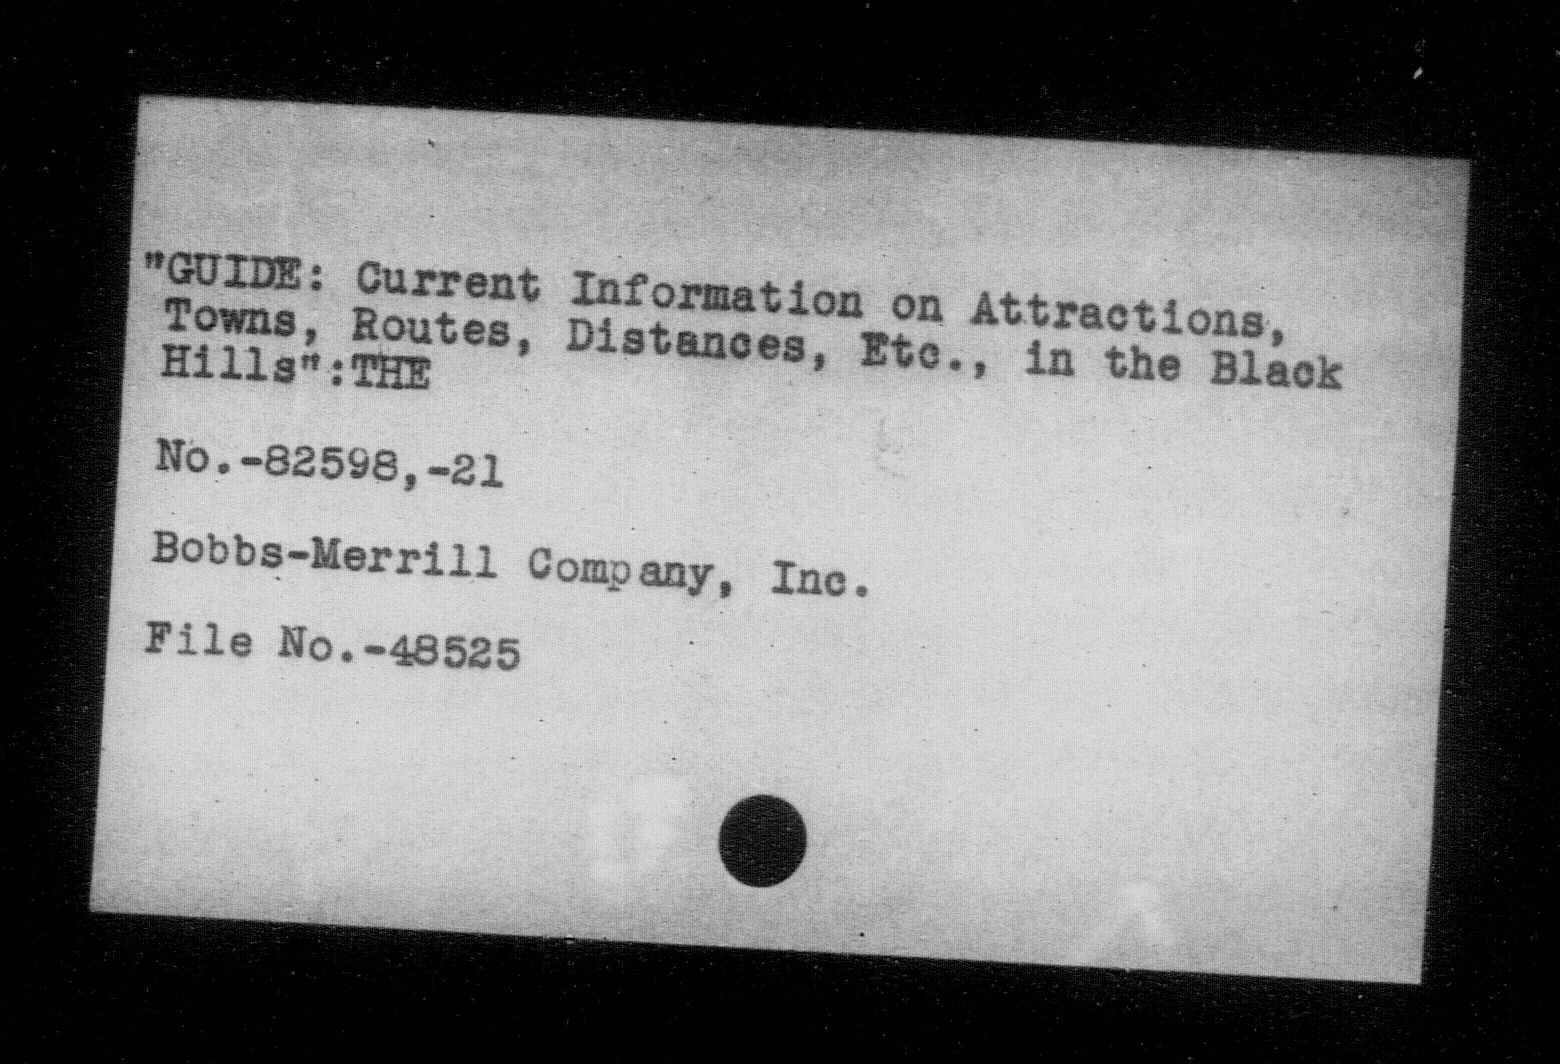 "GUIDE: Current Information on Attractions,
Towns, Routes, Distances, Etc., in the Black
Hills":THE
No.-82598,-21
Bobbs-Merrill Company, Inc.
File No.-48525